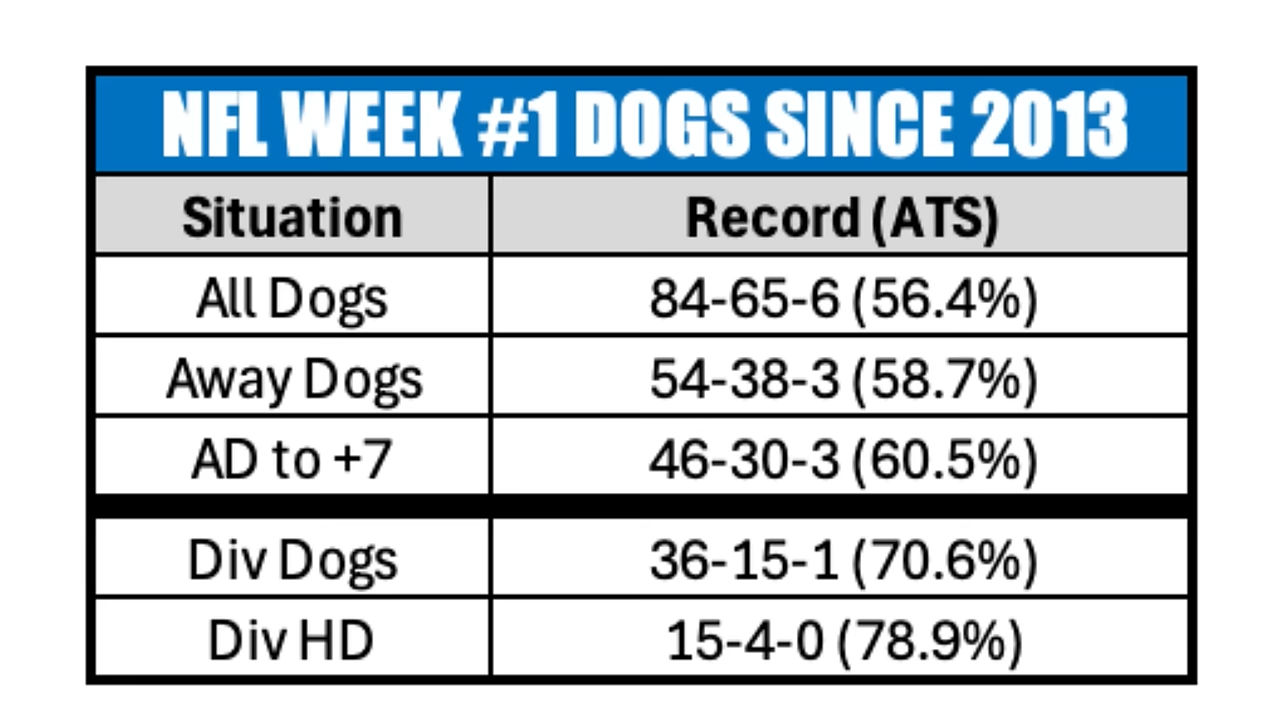 NFL WEEK #1 DOGS SINCE 2013
Situation Record (ATS)
All Dogs 84-65-6 (56.4%)
Away Dogs 54-38-3 (58.7%)
AD to +7 46-30-3 (60.5%)
Div Dogs 36-15-1 (70.6%)
Div HD 15-4-0 (78.9%)